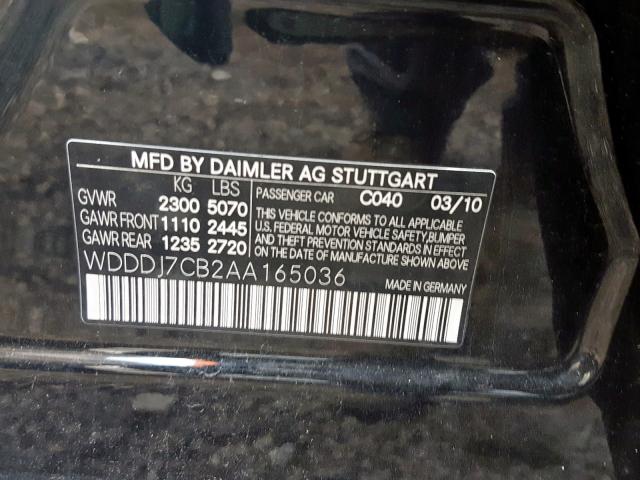 MFD BY DAIMLER AG STUTTGART
KG LBS
GVWR 2300 5070
GAWR FRONT 1110 2445
GAWR REAR 1235 2720
PASSENGER CAR C040 03/10
THIS VEHICLE CONFORMS TO ALL APPLICABLE
U.S. FEDERAL MOTOR VEHICLE SAFETY, BUMPER
AND THEFT PREVENTION STANDARDS IN EFFECT
ON THE DATE OF MANUFACTURE SHOWN ABOVE
WDDDJ7CB2AA165036
MADE IN GERMANY